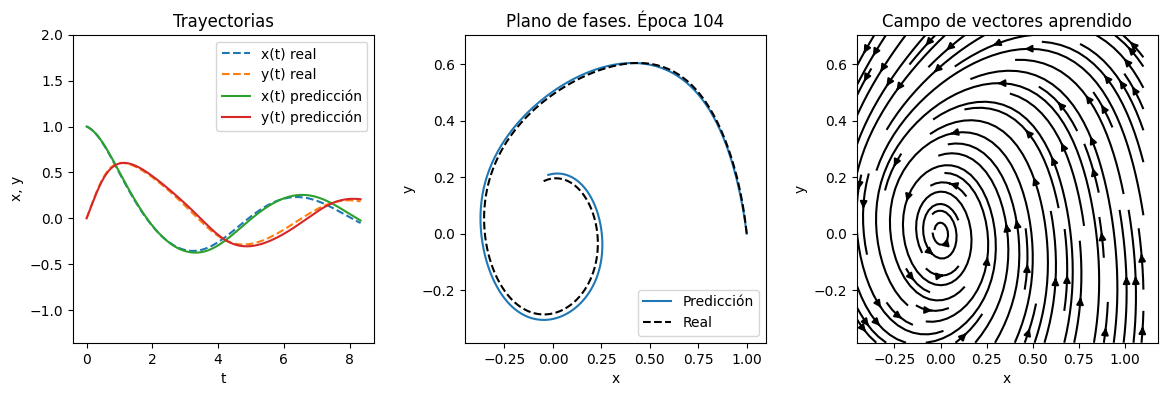 Trayectorias
2.0
1.5
1.0
0.5
0.0
−0.5
−1.0
x, y
0 2 4 6 8
t
x(t) real
y(t) real
x(t) predicción
y(t) predicción
Plano de fases. Época 104
0.6
0.4
0.2
0.0
−0.2
y
−0.25 0.00 0.25 0.50 0.75 1.00
x
Predicción
Real
Campo de vectores aprendido
0.6
0.4
0.2
0.0
−0.2
y
−0.25 0.00 0.25 0.50 0.75 1.00
x